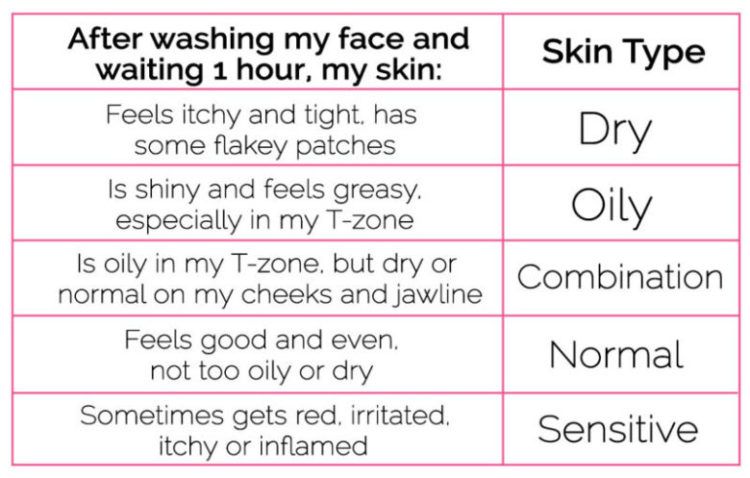 After washing my face and
waiting 1 hour, my skin:
Skin Type
Feels itchy and tight, has
some flakey patches
Dry
Is shiny and feels greasy,
especially in my T-zone
Oily
Is oily in my T-zone, but dry or
normal on my cheeks and jawline
Combination
Feels good and even,
not too oily or dry
Normal
Sometimes gets red, irritated,
itchy or inflamed
Sensitive